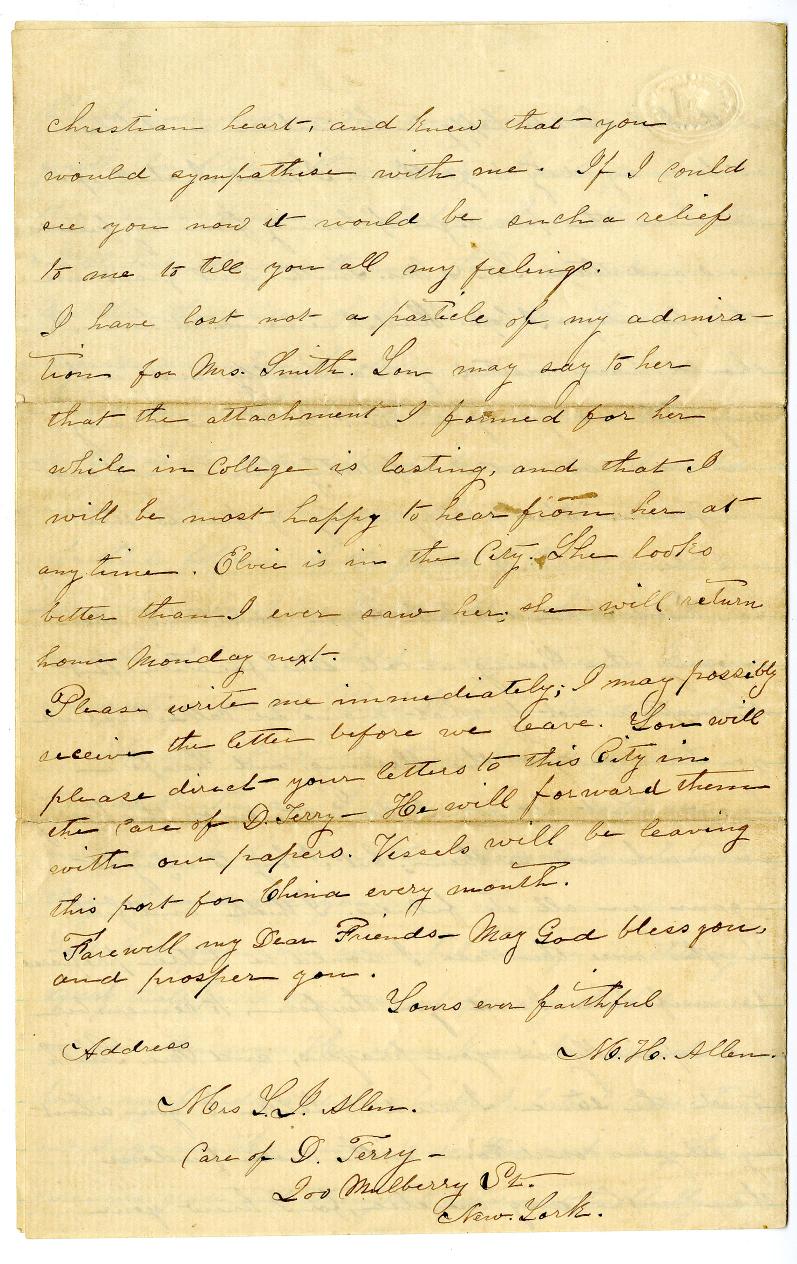 christian heart, and knew that you
would sympathise with me. If I could
see you now it would be such a relief
to me to tell you all my feelings.
I have lost not a particle of my admira-
tion for Mrs. Smith. You may say to her
that the attachment I formed for her
while in College is lasting, and that I
will be most happy to hear from her at
any time. Elvie is in the City. She looks
better than I ever saw her; she will return
home Monday next.
Please write me immediately; I may possibly
receive the letter before we leave. You will
please direct your letters to this City in
the care of D. Terry - He will forward them
with our papers. Vessels will be leaving
this port for China every month.
Farewell my Dear Friends - May God bless you,
and prosper you.
Yours ever faithful
M. H. Allen.
Address
Mrs Y. J. Allen.
Care of D. Terry -
200 Mulberry St.
New. York.